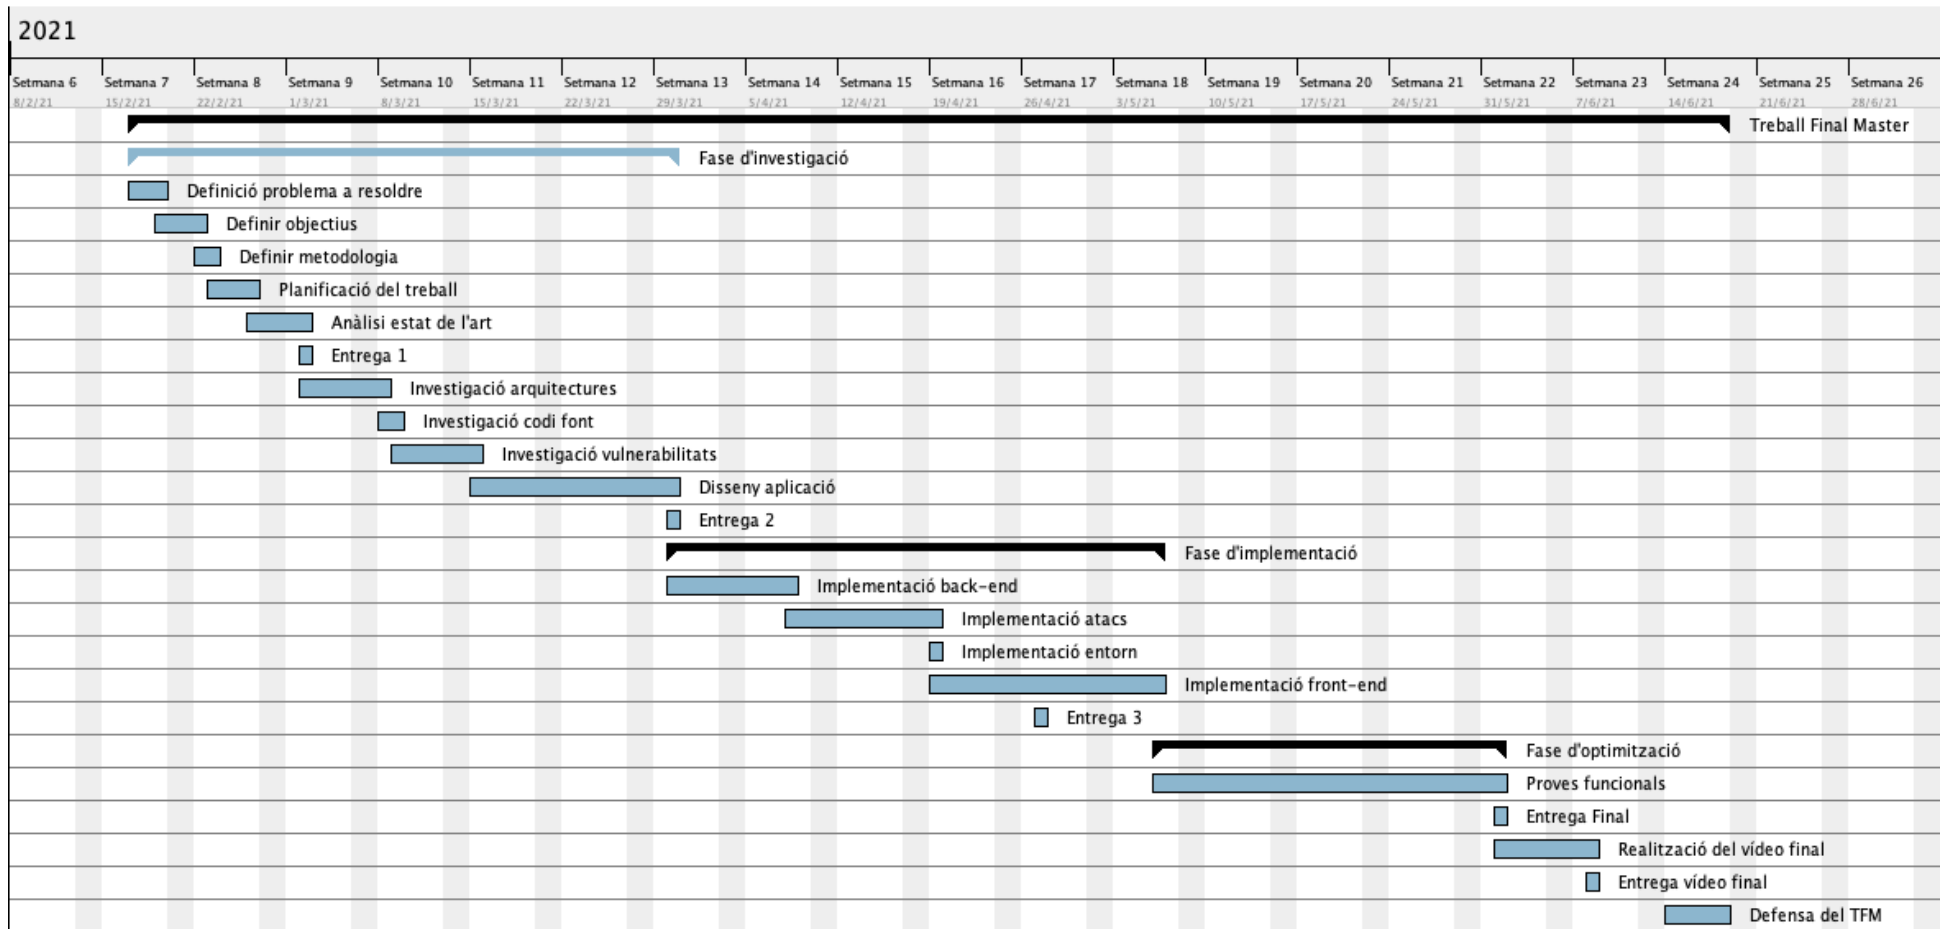 2021
Setmana 6 Setmana 7 Setmana 8 Setmana 9 Setmana 10 Setmana 11 Setmana 12 Setmana 13 Setmana 14 Setmana 15 Setmana 16 Setmana 17 Setmana 18 Setmana 19 Setmana 20 Setmana 21 Setmana 22 Setmana 23 Setmana 24 Setmana 25 Setmana 26
8/2/21 15/2/21 22/2/21 1/3/21 8/3/21 15/3/21 22/3/21 29/3/21 5/4/21 12/4/21 19/4/21 26/4/21 3/5/21 10/5/21 17/5/21 24/5/21 31/5/21 7/6/21 14/6/21 21/6/21 28/6/21
Treball Final Master
Fase d'investigació
Definició problema a resoldre
Definir objectius
Definir metodologia
Planificació del treball
Anàlisi estat de l'art
Entrega 1
Investigació arquitectures
Investigació codi font
Investigació vulnerabilitats
Disseny aplicació
Entrega 2
Fase d'implementació
Implementació back-end
Implementació atacs
Implementació entorn
Implementació front-end
Entrega 3
Fase d'optimització
Proves funcionals
Entrega Final
Realització del vídeo final
Entrega vídeo final
Defensa del TFM